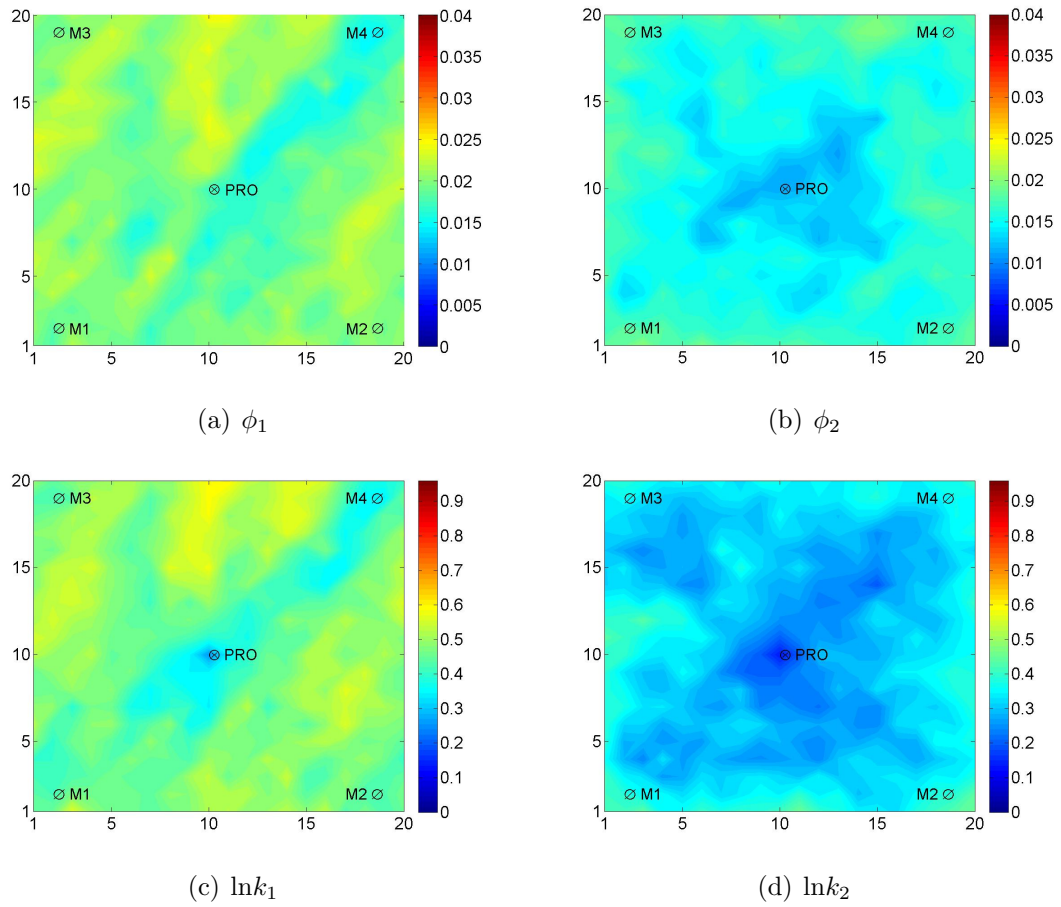 20 15 10 5 1
1 5 10 15 20
∅ M3
M4 ∅
⊗ PRO
∅ M1
M2 ∅
0.04 0.035 0.03 0.025 0.02 0.015 0.01 0.005 0
(a) ϕ₁
20 15 10 5 1
1 5 10 15 20
∅ M3
M4 ∅
⊗ PRO
∅ M1
M2 ∅
0.04 0.035 0.03 0.025 0.02 0.015 0.01 0.005 0
(b) ϕ₂
20 15 10 5 1
1 5 10 15 20
∅ M3
M4 ∅
⊗ PRO
∅ M1
M2 ∅
0.9 0.8 0.7 0.6 0.5 0.4 0.3 0.2 0.1 0
(c) lnk₁
20 15 10 5 1
1 5 10 15 20
∅ M3
M4 ∅
⊗ PRO
∅ M1
M2 ∅
0.9 0.8 0.7 0.6 0.5 0.4 0.3 0.2 0.1 0
(d) lnk₂